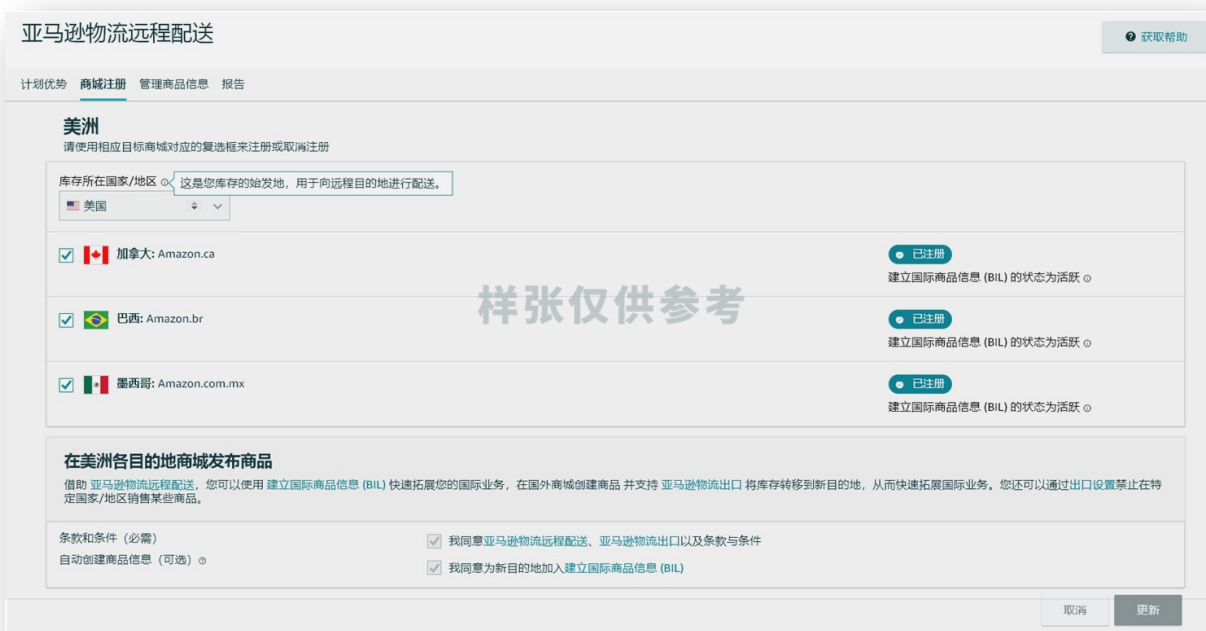 亚马逊物流远程配送
获取帮助
计划优势 商城注册 管理商品信息 报告
美洲
请使用相应目标商城对应的复选框来注册或取消注册
库存所在国家/地区
这是您库存的始发地，用于向远程目的地进行配送。
美国
加拿大: Amazon.ca
已注册
建立国际商品信息 (BIL) 的状态为活跃
样张仅供参考
巴西: Amazon.br
已注册
建立国际商品信息 (BIL) 的状态为活跃
墨西哥: Amazon.com.mx
已注册
建立国际商品信息 (BIL) 的状态为活跃
在美洲各目的地商城发布商品
借助 亚马逊物流远程配送，您可以使用 建立国际商品信息 (BIL) 快速拓展您的国际业务，在国外商城创建商品 并支持 亚马逊物流出口 将库存转移到新目的地，从而快速拓展国际业务。您还可以通过出口设置禁止在特
定国家/地区销售某些商品。
条款和条件（必需）
我同意亚马逊物流远程配送、亚马逊物流出口以及条款与条件
自动创建商品信息（可选）
我同意为新目的地加入建立国际商品信息 (BIL)
取消
更新